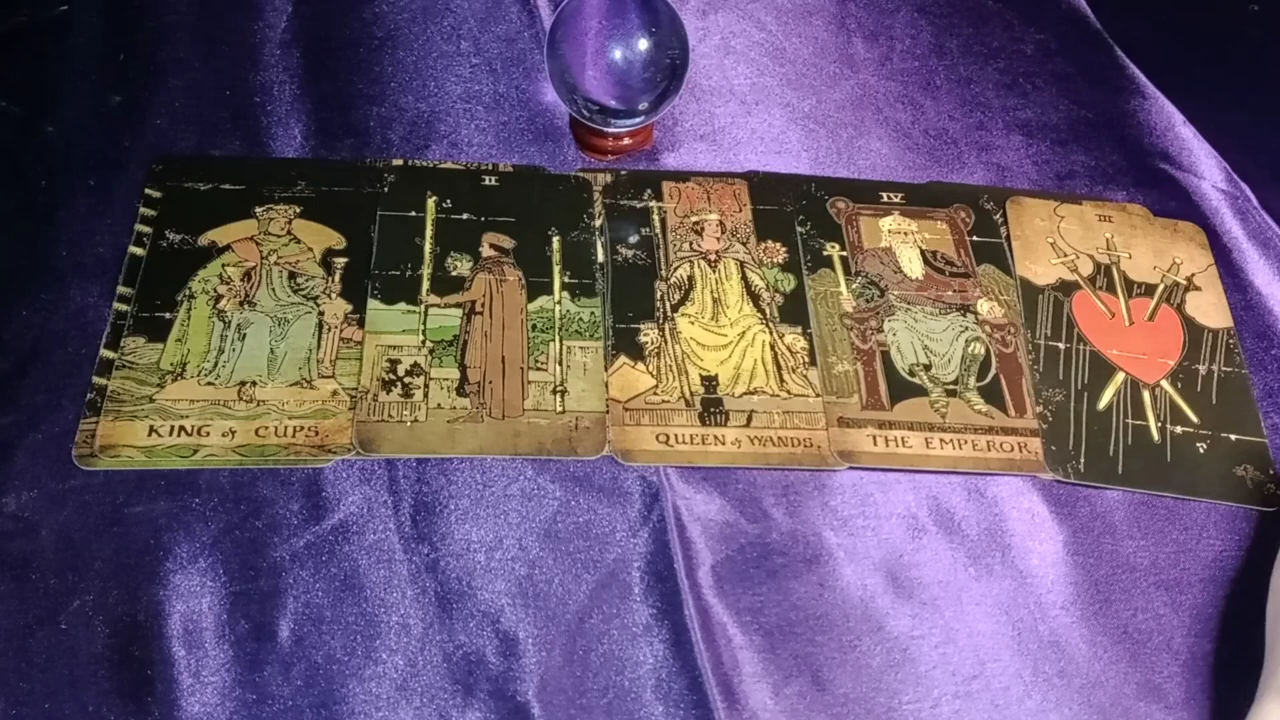 KING of CUPS.
II
QUEEN of WANDS.
IV
THE EMPEROR.
III